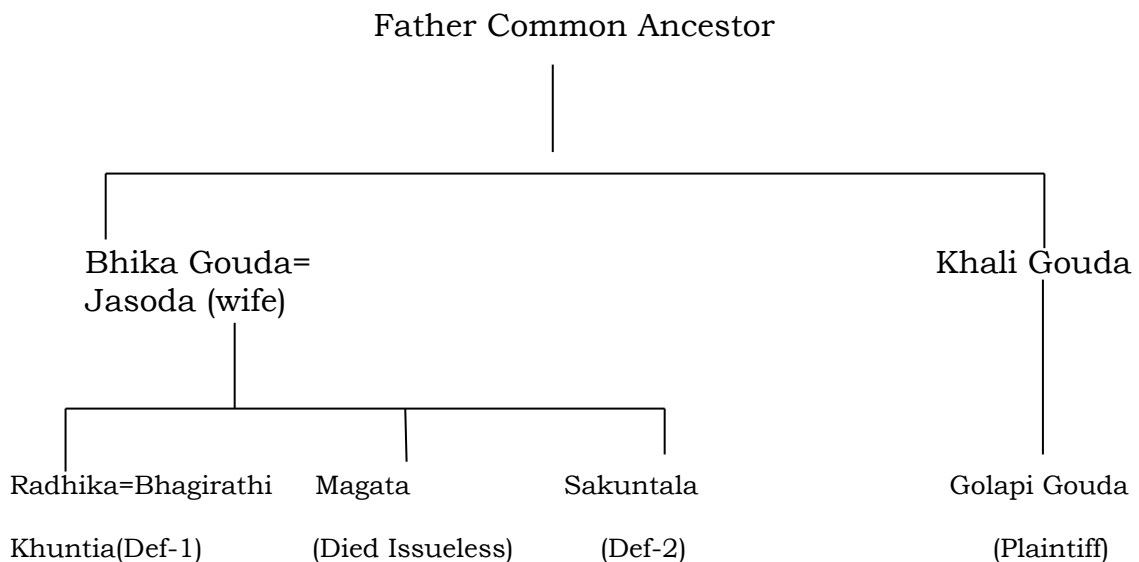 Father Common Ancestor
Bhika Gouda=
Jasoda (wife)
Khali Gouda
Radhika=Bhagirathi Magata Sakuntala Golapi Gouda
Khuntia(Def-1) (Died Issueless) (Def-2) (Plaintiff)